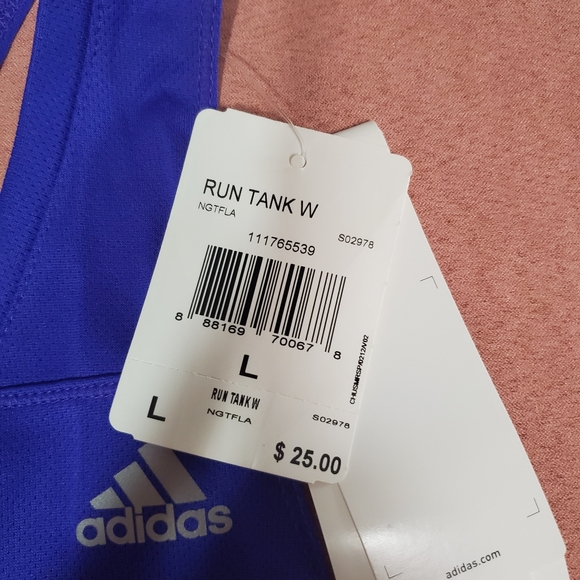 RUN TANK W
NGTFLA
S02978
111765539
8 88169 70067 8
L
L
RUN TANK W
NGTFLA
S02978
$ 25.00
adidas
adidas.com